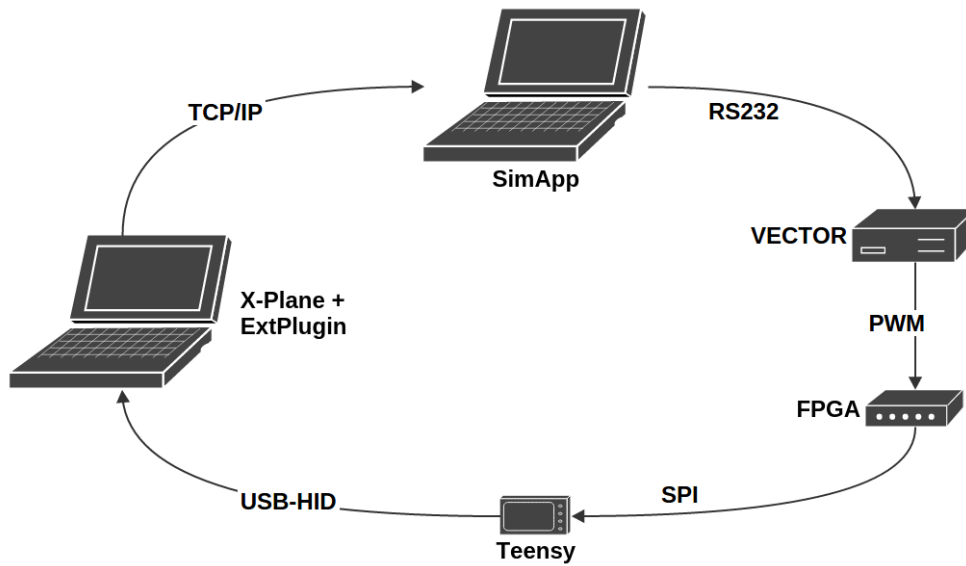 TCP/IP
SimApp
RS232
VECTOR
PWM
FPGA
SPI
Teensy
USB-HID
X-Plane +
ExtPlugin